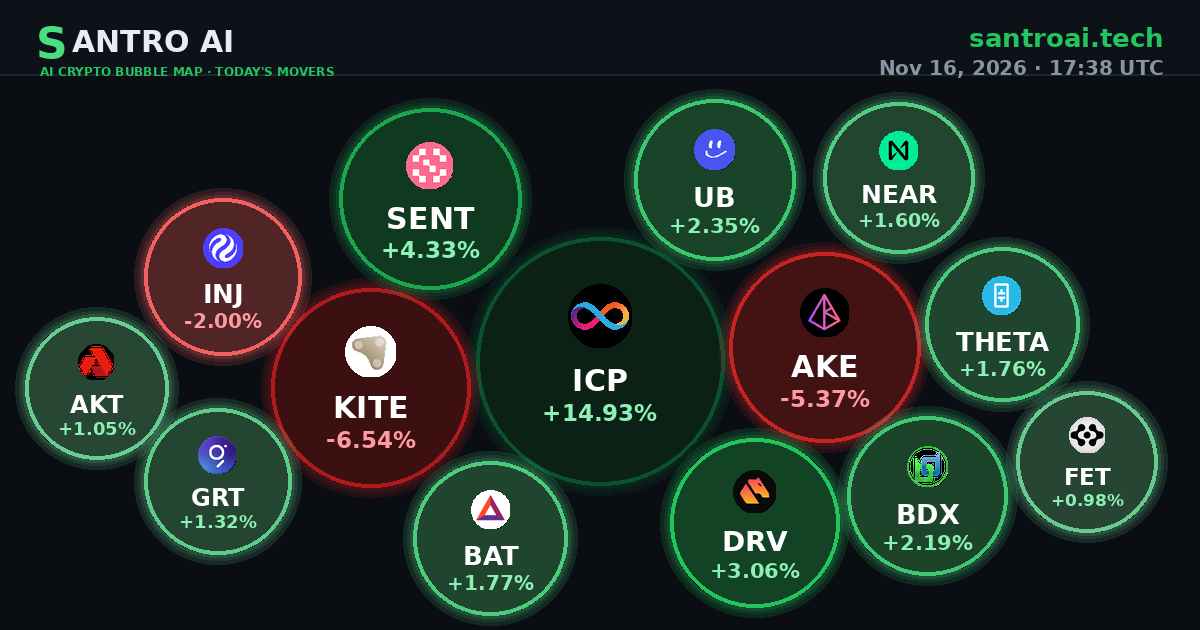 SANTRO AI
AI CRYPTO BUBBLE MAP · TODAY'S MOVERS
santroai.tech
Nov 16, 2026 · 17:38 UTC
SENT
+4.33%
UB
+2.35%
NEAR
+1.60%
INJ
-2.00%
ICP
+14.93%
AKE
-5.37%
THETA
+1.76%
AKT
+1.05%
KITE
-6.54%
GRT
+1.32%
BAT
+1.77%
DRV
+3.06%
BDX
+2.19%
FET
+0.98%